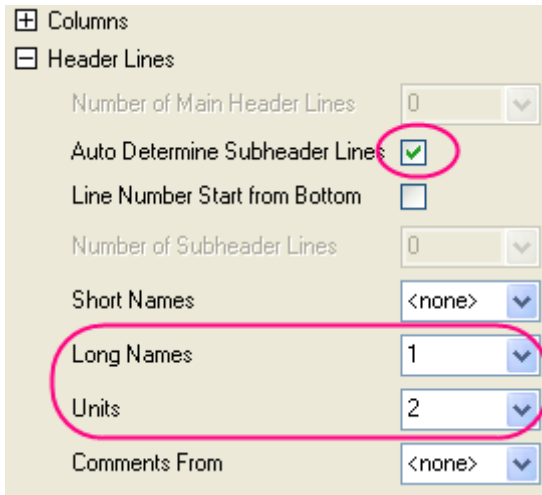 Columns
Header Lines
Number of Main Header Lines 0
Auto Determine Subheader Lines
Line Number Start from Bottom
Number of Subheader Lines 0
Short Names <none>
Long Names 1
Units 2
Comments From <none>